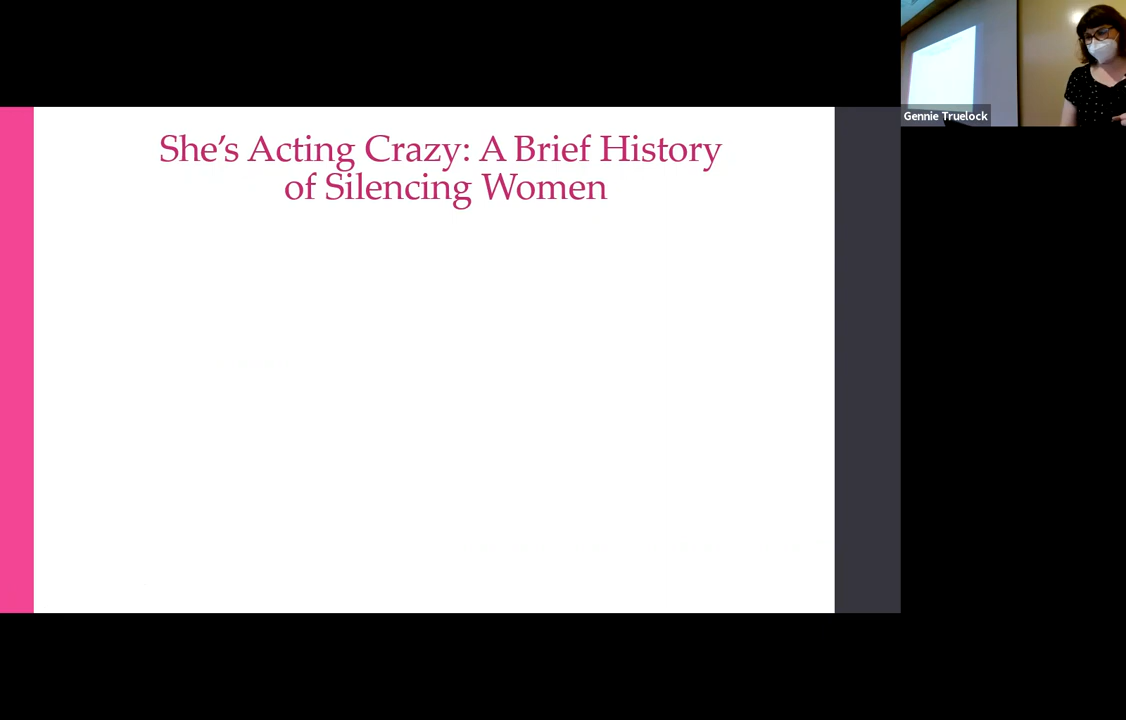 She's Acting Crazy: A Brief History
of Silencing Women
Gennie Truelock